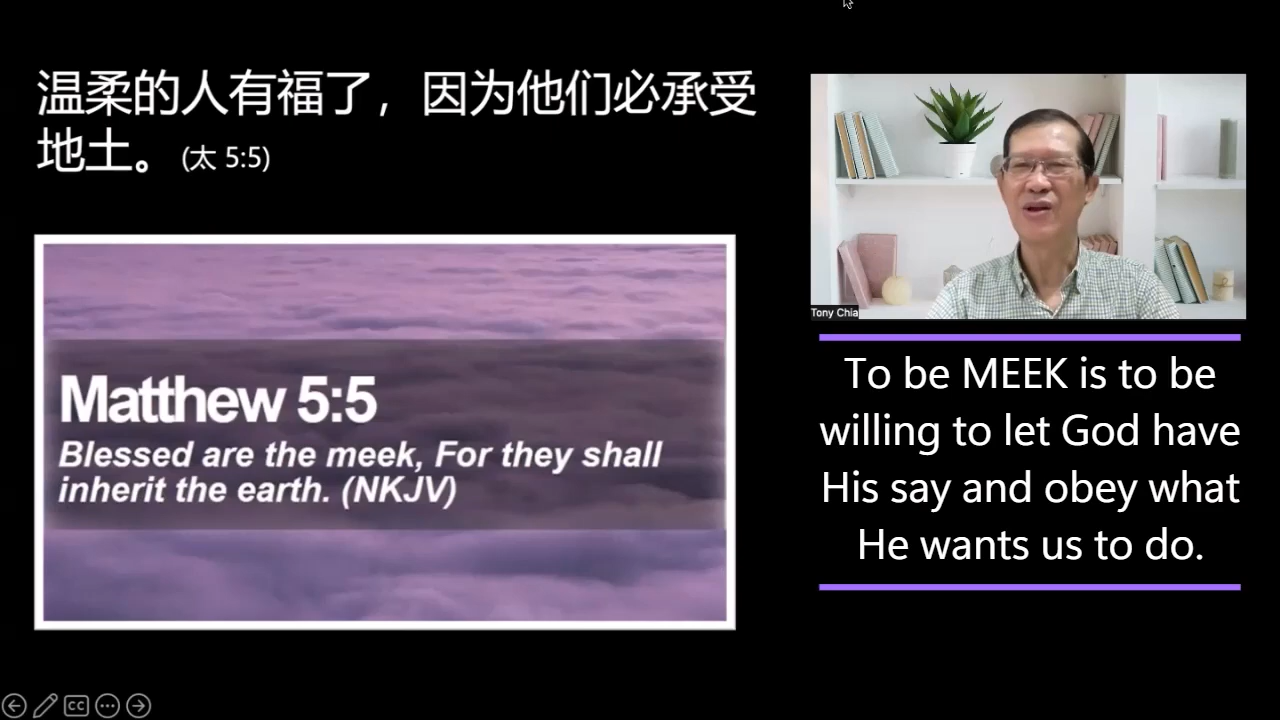 温柔的人有福了，因为他们必承受
地土。(太 5:5)
Matthew 5:5
Blessed are the meek, For they shall
inherit the earth. (NKJV)
Tony Chia
To be MEEK is to be
willing to let God have
His say and obey what
He wants us to do.
CC